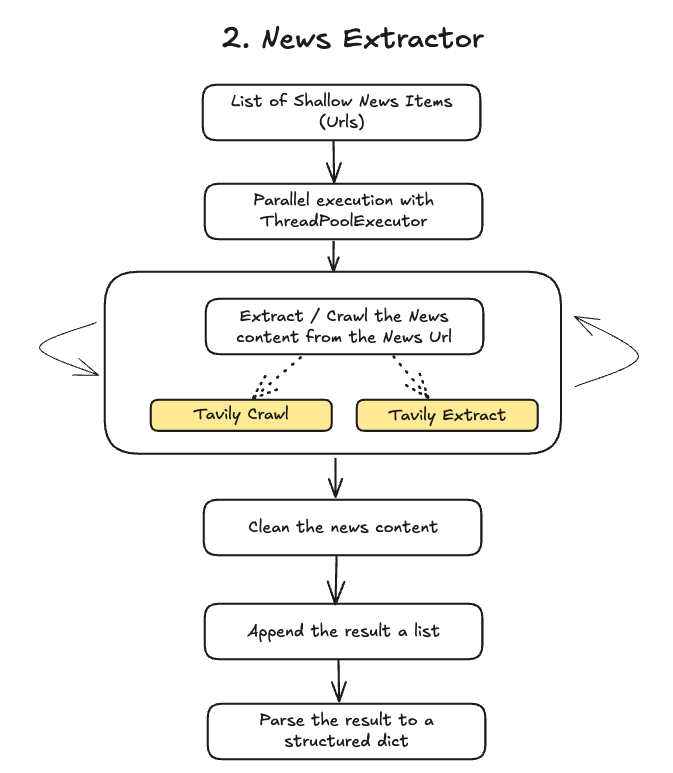 2. News Extractor
List of Shallow News Items
(Urls)
Parallel execution with
ThreadPoolExecutor
Extract / Crawl the News
content from the News Url
Tavily Crawl
Tavily Extract
Clean the news content
Append the result a list
Parse the result to a
structured dict